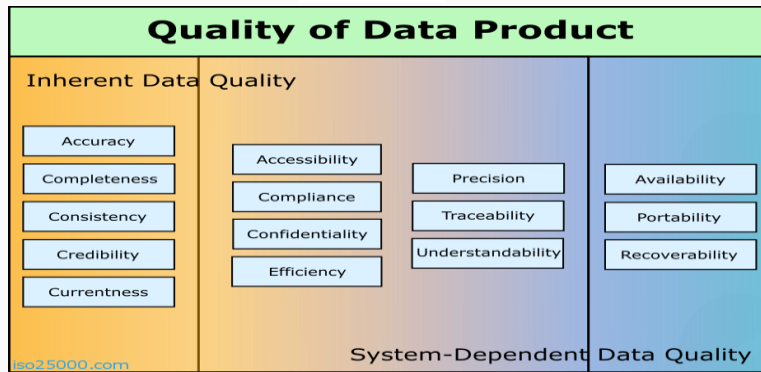 Quality of Data Product
Inherent Data Quality
Accuracy
Completeness
Consistency
Credibility
Currentness
Accessibility
Compliance
Confidentiality
Efficiency
Precision
Traceability
Understandability
Availability
Portability
Recoverability
iso25000.com
System-Dependent Data Quality